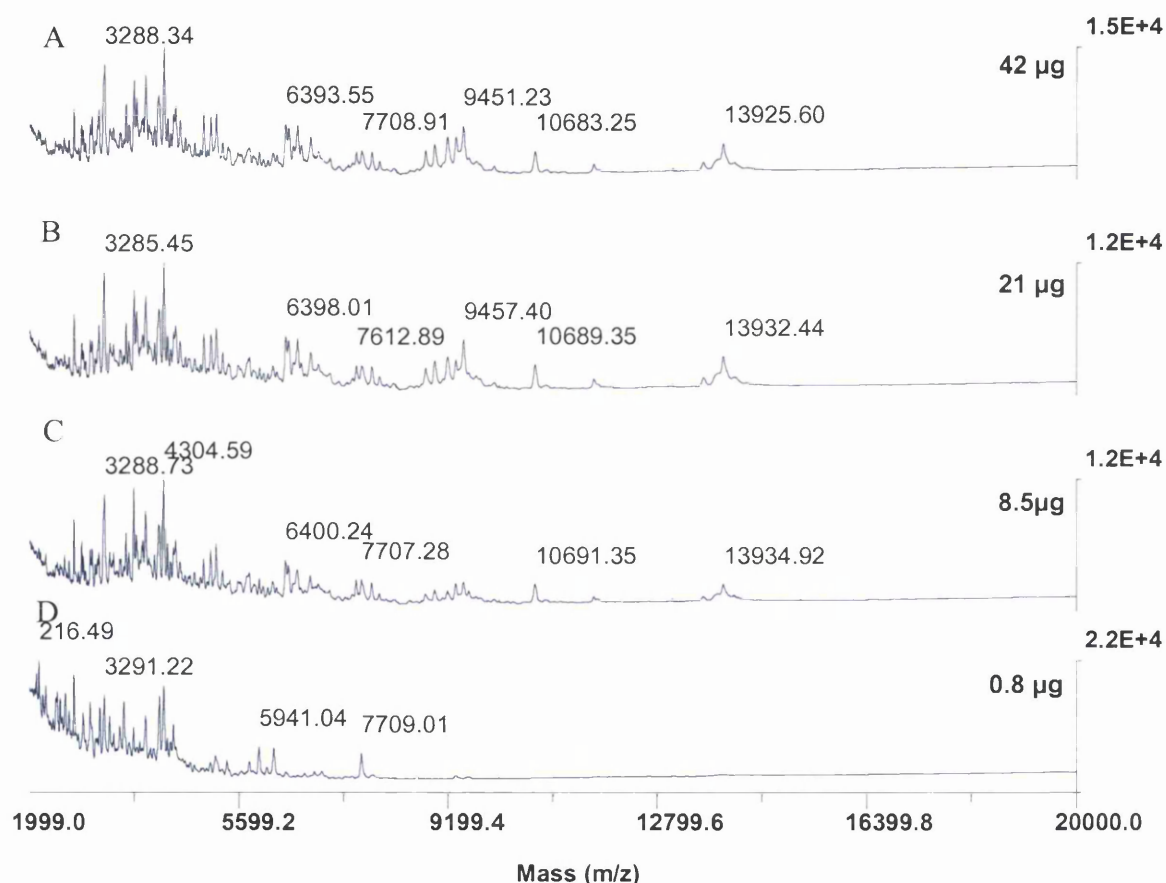 A
3288.34
1.5E+4
42 µg
6393.55
7708.91
9451.23
10683.25
13925.60
B
3285.45
1.2E+4
21 µg
6398.01
7612.89
9457.40
10689.35
13932.44
C
4304.59
3288.73
1.2E+4
8.5µg
6400.24
7707.28
10691.35
13934.92
D
216.49
3291.22
2.2E+4
0.8 µg
5941.04
7709.01
1999.0 5599.2 9199.4 12799.6 16399.8 20000.0
Mass (m/z)